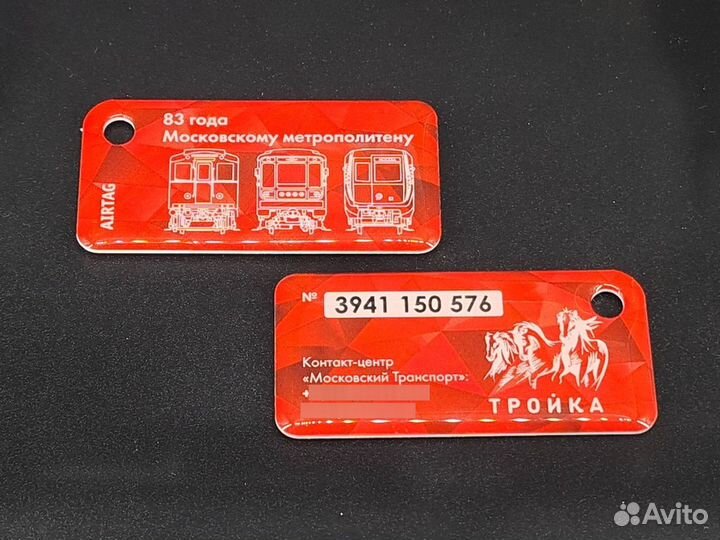 83 года
Московскому метрополитену
AIRTAG
№ 3941 150 576
Контакт-центр
«Московский Транспорт»:
+
ТРОЙКА
Avito